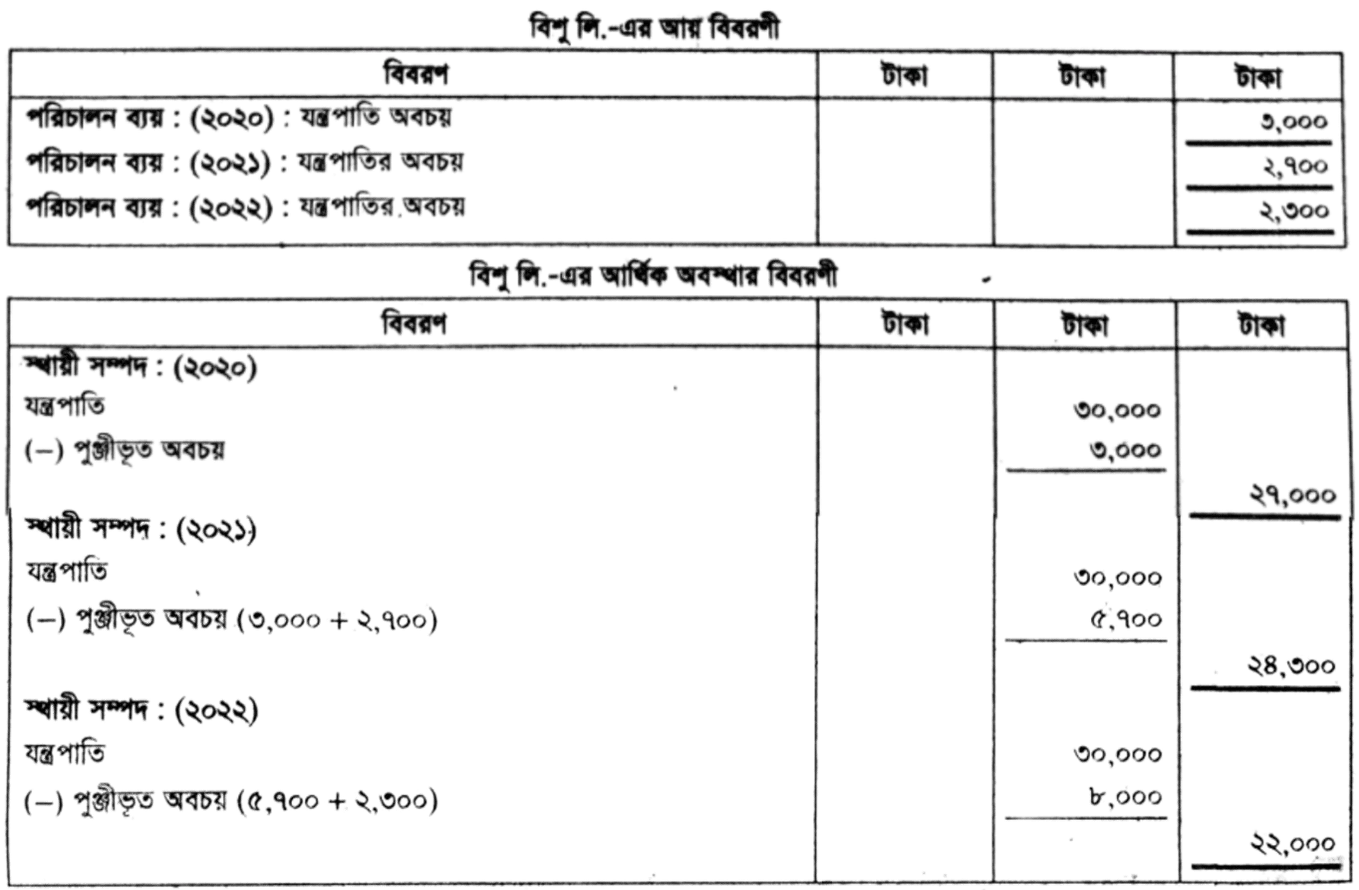 বিশু লি.-এর আয় বিবরণী
বিবরণ টাকা টাকা টাকা
পরিচালন ব্যয় : (২০২০) : যন্ত্রপাতি অবচয় ৩,০০০
পরিচালন ব্যয় : (২০২১) : যন্ত্রপাতির অবচয় ২,৭০০
পরিচালন ব্যয় : (২০২২) : যন্ত্রপাতির অবচয় ২,৩০০
বিশু লি.-এর আর্থিক অবস্থার বিবরণী
বিবরণ টাকা টাকা টাকা
স্থায়ী সম্পদ : (২০২০)
যন্ত্রপাতি ৩০,০০০
(–) পুঞ্জীভূত অবচয় ৩,০০০
২৭,০০০
স্থায়ী সম্পদ : (২০২১)
যন্ত্রপাতি ৩০,০০০
(–) পুঞ্জীভূত অবচয় (৩,০০০ + ২,৭০০) ৫,৭০০
২৪,৩০০
স্থায়ী সম্পদ : (২০২২)
যন্ত্রপাতি ৩০,০০০
(–) পুঞ্জীভূত অবচয় (৫,৭০০ + ২,৩০০) ৮,০০০
২২,০০০